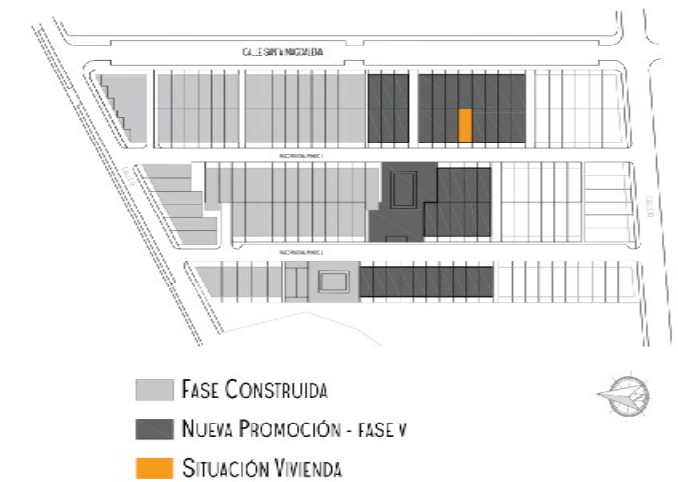 CALLE SANTA MAGDALENA
FASE CONSTRUIDA
NUEVA PROMOCIÓN - FASE V
SITUACIÓN VIVIENDA